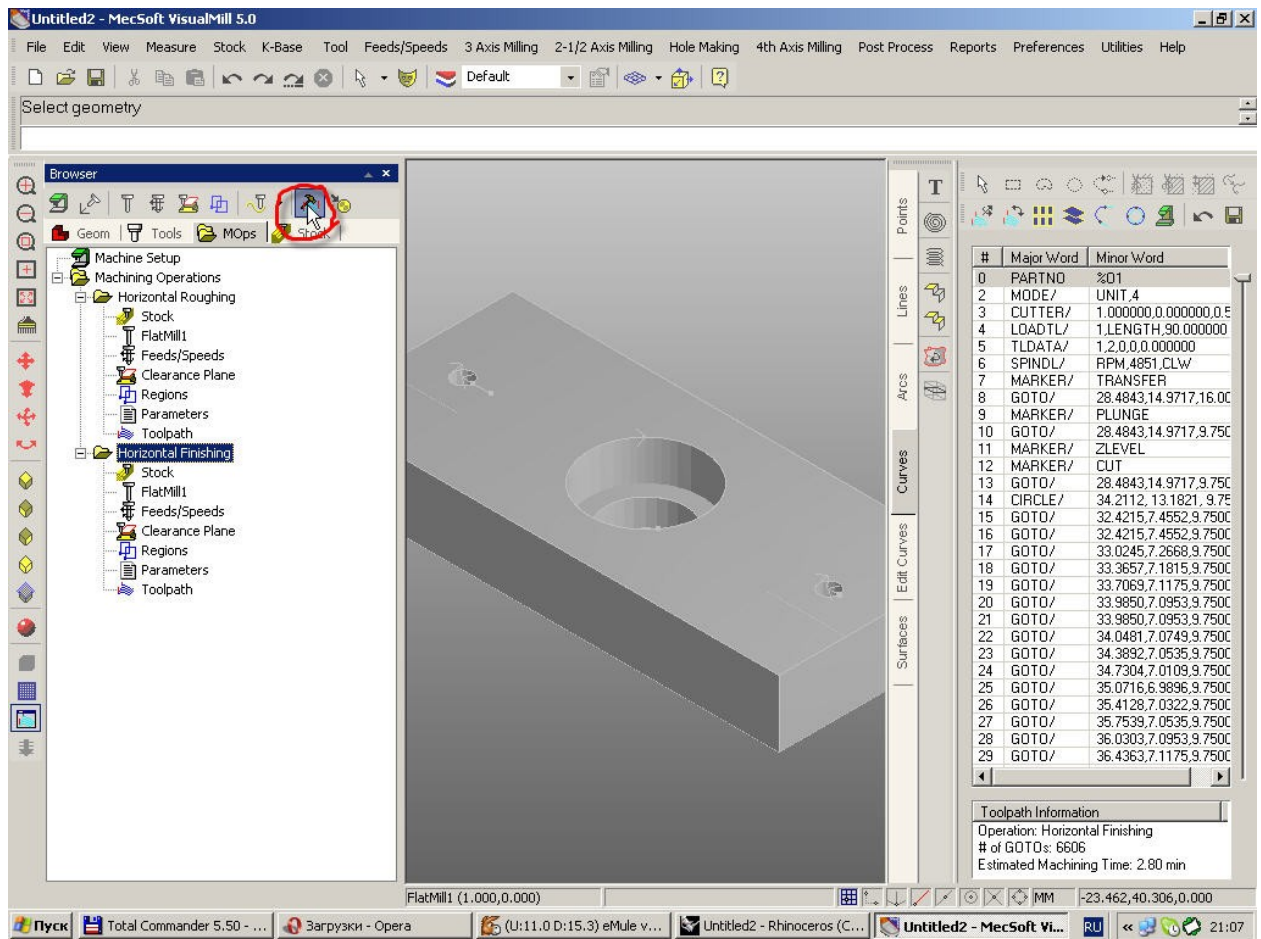 Untitled2 - MecSoft VisualMill 5.0
File Edit View Measure Stock K-Base Tool Feeds/Speeds 3 Axis Milling 2-1/2 Axis Milling Hole Making 4th Axis Milling Post Process Reports Preferences Utilities Help
Default
Select geometry
Browser
Geom Tools MOps Stock
Machine Setup
Machining Operations
Horizontal Roughing
Stock
FlatMill1
Feeds/Speeds
Clearance Plane
Regions
Parameters
Toolpath
Horizontal Finishing
Stock
FlatMill1
Feeds/Speeds
Clearance Plane
Regions
Parameters
Toolpath
Points
Lines
Arcs
Curves
Edit Curves
Surfaces
T
# Major Word Minor Word
0 PARTNO %01
2 MODE/ UNIT,4
3 CUTTER/ 1.000000,0.000000,0.5
4 LOADTL/ 1,LENGTH,90.000000
5 TLDATA/ 1,2,0,0,0.000000
6 SPINDL/ RPM,4851,CLW
7 MARKER/ TRANSFER
8 GOTO/ 28.4843,14.9717,16.00
9 MARKER/ PLUNGE
10 GOTO/ 28.4843,14.9717,9.750
11 MARKER/ ZLEVEL
12 MARKER/ CUT
13 GOTO/ 28.4843,14.9717,9.750
14 CIRCLE/ 34.2112, 13.1821, 9.75
15 GOTO/ 32.4215,7.4552,9.7500
16 GOTO/ 32.4215,7.4552,9.7500
17 GOTO/ 33.0245,7.2668,9.7500
18 GOTO/ 33.3657,7.1815,9.7500
19 GOTO/ 33.7069,7.1175,9.7500
20 GOTO/ 33.9850,7.0953,9.7500
21 GOTO/ 33.9850,7.0953,9.7500
22 GOTO/ 34.0481,7.0749,9.7500
23 GOTO/ 34.3892,7.0535,9.7500
24 GOTO/ 34.7304,7.0109,9.7500
25 GOTO/ 35.0716,6.9896,9.7500
26 GOTO/ 35.4128,7.0322,9.7500
27 GOTO/ 35.7539,7.0535,9.7500
28 GOTO/ 36.0303,7.0953,9.7500
29 GOTO/ 36.4363,7.1175,9.7500
Toolpath Information
Operation: Horizontal Finishing
# of GOTOs: 6606
Estimated Machining Time: 2.80 min
FlatMill1 (1.000,0.000) MM -23.462,40.306,0.000
Пуск Total Commander 5.50 - ... Загрузки - Opera (U:11.0 D:15.3) eMule v... Untitled2 - Rhinoceros (C... Untitled2 - MecSoft Vi... RU « 21:07